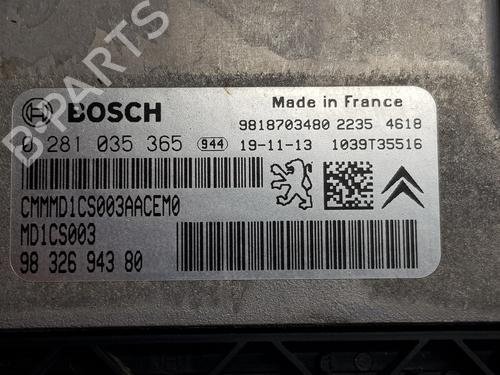 B-PARTS
BOSCH
Made in France
9818703480 2235 4618
0 281 035 365 944 19-11-13 1039T35516
CMMMD1CS003AACEM0
MD1CS003
98 326 943 80